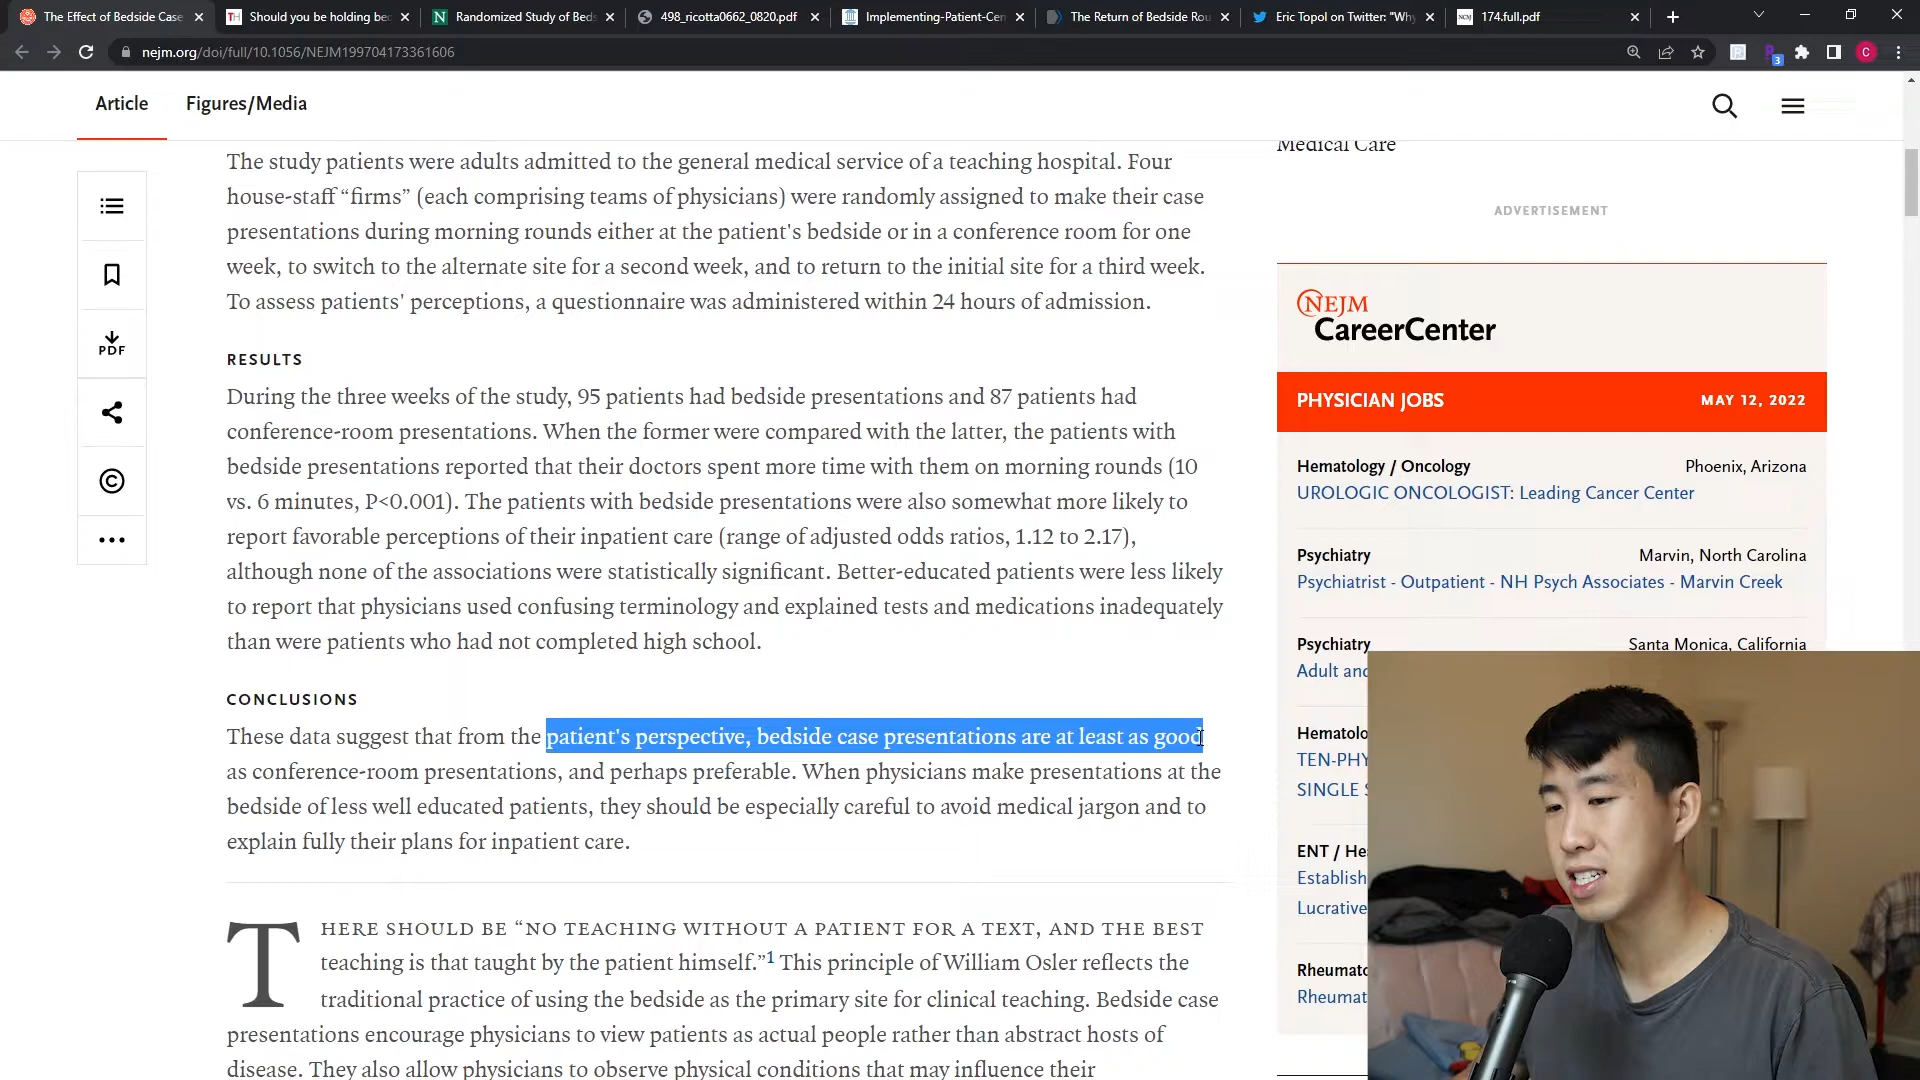 The Effect of Bedside Case
Should you be holding bed
Randomized Study of Beds
498_ricotta0662_0820.pdf
Implementing-Patient-Cen
The Return of Bedside Rou
Eric Topol on Twitter: "Why
174.full.pdf
nejm.org/doi/full/10.1056/NEJM199704173361606
3
C
Article
Figures/Media
PDF
The study patients were adults admitted to the general medical service of a teaching hospital. Four
house-staff “firms” (each comprising teams of physicians) were randomly assigned to make their case
presentations during morning rounds either at the patient's bedside or in a conference room for one
week, to switch to the alternate site for a second week, and to return to the initial site for a third week.
To assess patients' perceptions, a questionnaire was administered within 24 hours of admission.
RESULTS
During the three weeks of the study, 95 patients had bedside presentations and 87 patients had
conference-room presentations. When the former were compared with the latter, the patients with
bedside presentations reported that their doctors spent more time with them on morning rounds (10
vs. 6 minutes, P<0.001). The patients with bedside presentations were also somewhat more likely to
report favorable perceptions of their inpatient care (range of adjusted odds ratios, 1.12 to 2.17),
although none of the associations were statistically significant. Better-educated patients were less likely
to report that physicians used confusing terminology and explained tests and medications inadequately
than were patients who had not completed high school.
CONCLUSIONS
These data suggest that from the patient's perspective, bedside case presentations are at least as good
as conference-room presentations, and perhaps preferable. When physicians make presentations at the
bedside of less well educated patients, they should be especially careful to avoid medical jargon and to
explain fully their plans for inpatient care.
THERE SHOULD BE “NO TEACHING WITHOUT A PATIENT FOR A TEXT, AND THE BEST
teaching is that taught by the patient himself.”1 This principle of William Osler reflects the
traditional practice of using the bedside as the primary site for clinical teaching. Bedside case
presentations encourage physicians to view patients as actual people rather than abstract hosts of
disease. They also allow physicians to observe physical conditions that may influence their
Medical Care
ADVERTISEMENT
NEJM
CareerCenter
PHYSICIAN JOBS MAY 12, 2022
Hematology / Oncology Phoenix, Arizona
UROLOGIC ONCOLOGIST: Leading Cancer Center
Psychiatry Marvin, North Carolina
Psychiatrist - Outpatient - NH Psych Associates - Marvin Creek
Psychiatry Santa Monica, California
Adult and
Hematolo
TEN-PHY
SINGLE S
ENT / He
Establish
Lucrative
Rheumato
Rheumat